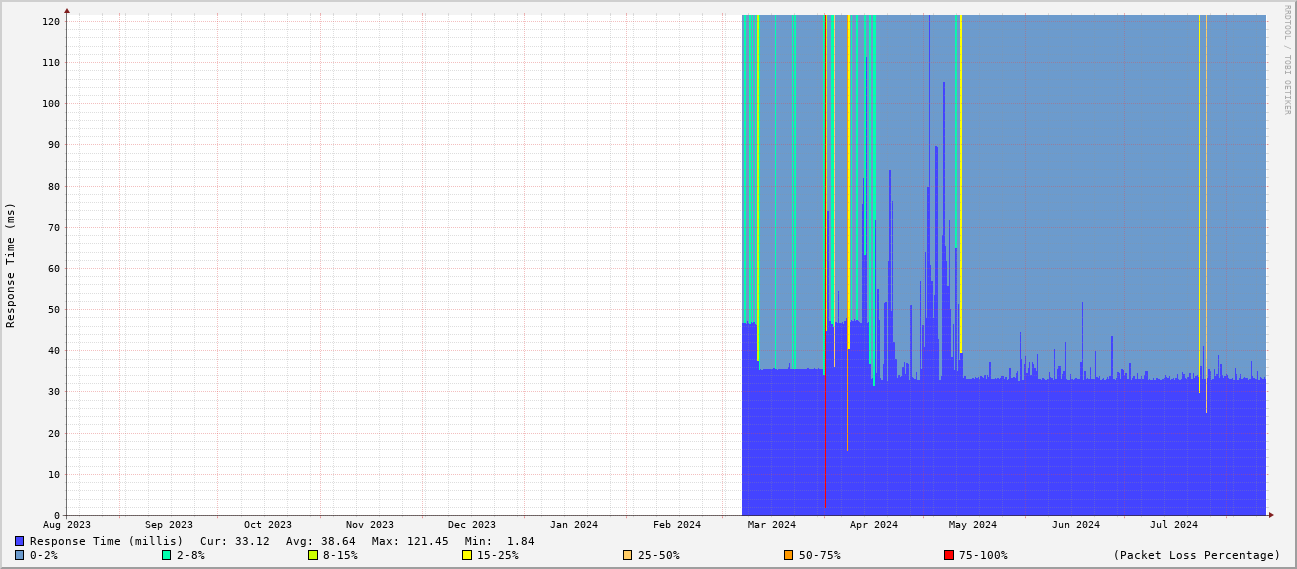 RRDTOOL / TOBI OETIKER
Response Time (ms)
120
110
100
90
80
70
60
50
40
30
20
10
0
Aug 2023 Sep 2023 Oct 2023 Nov 2023 Dec 2023 Jan 2024 Feb 2024 Mar 2024 Apr 2024 May 2024 Jun 2024 Jul 2024
Response Time (millis) Cur: 33.12 Avg: 38.64 Max: 121.45 Min: 1.84
0-2% 2-8% 8-15% 15-25% 25-50% 50-75% 75-100% (Packet Loss Percentage)